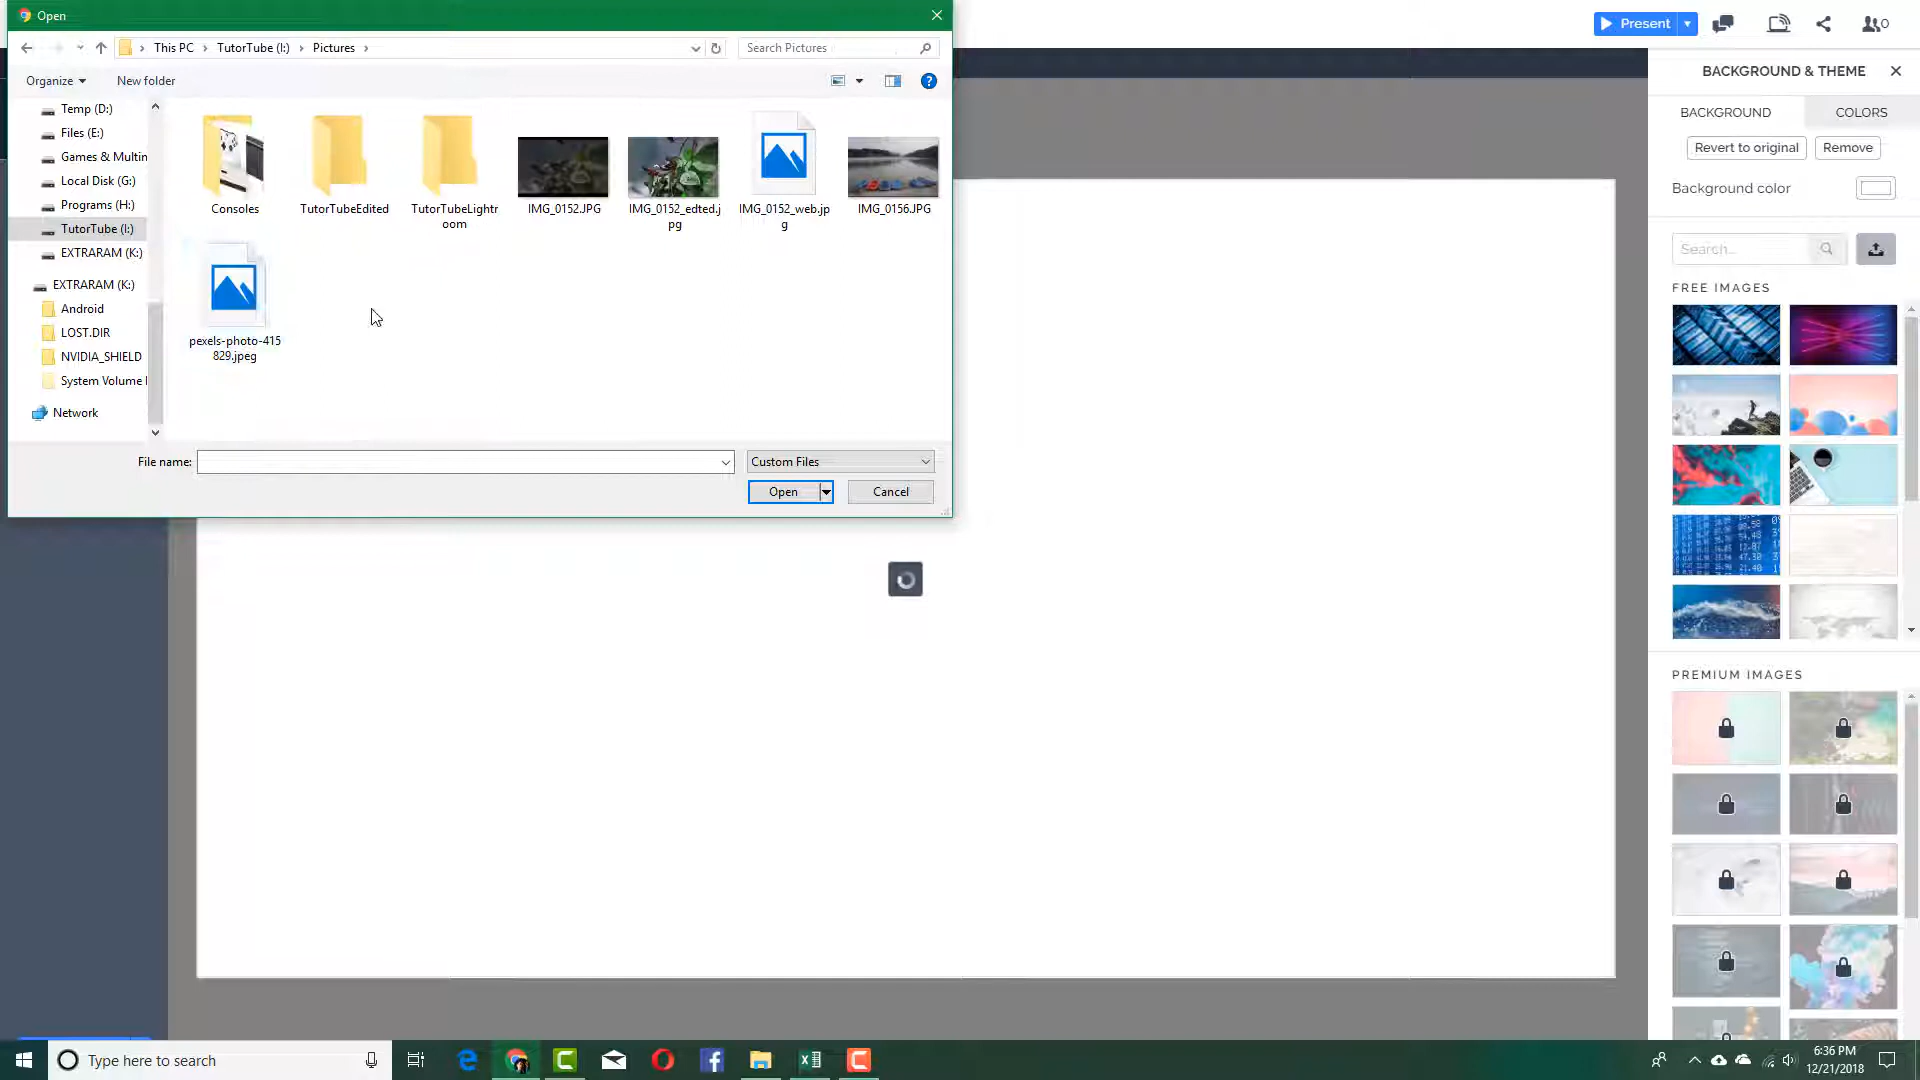 Open
This PC
TutorTube (I:)
Pictures
Search Pictures
Organize
New folder
Temp (D:)
Files (E:)
Games & Multin
Local Disk (G:)
Programs (H:)
TutorTube (I:)
EXTRARAM (K:)
EXTRARAM (K:)
Android
LOST.DIR
NVIDIA_SHIELD
System Volume I
Network
Consoles
TutorTubeEdited
TutorTubeLightr
oom
IMG_0152.JPG
IMG_0152_edted.j
pg
IMG_0152_web.jp
g
IMG_0156.JPG
pexels-photo-415
829.jpeg
File name:
Custom Files
Open
Cancel
Present
0
BACKGROUND & THEME
BACKGROUND
COLORS
Revert to original
Remove
Background color
Search...
FREE IMAGES
PREMIUM IMAGES
Type here to search
6:36 PM
12/21/2018